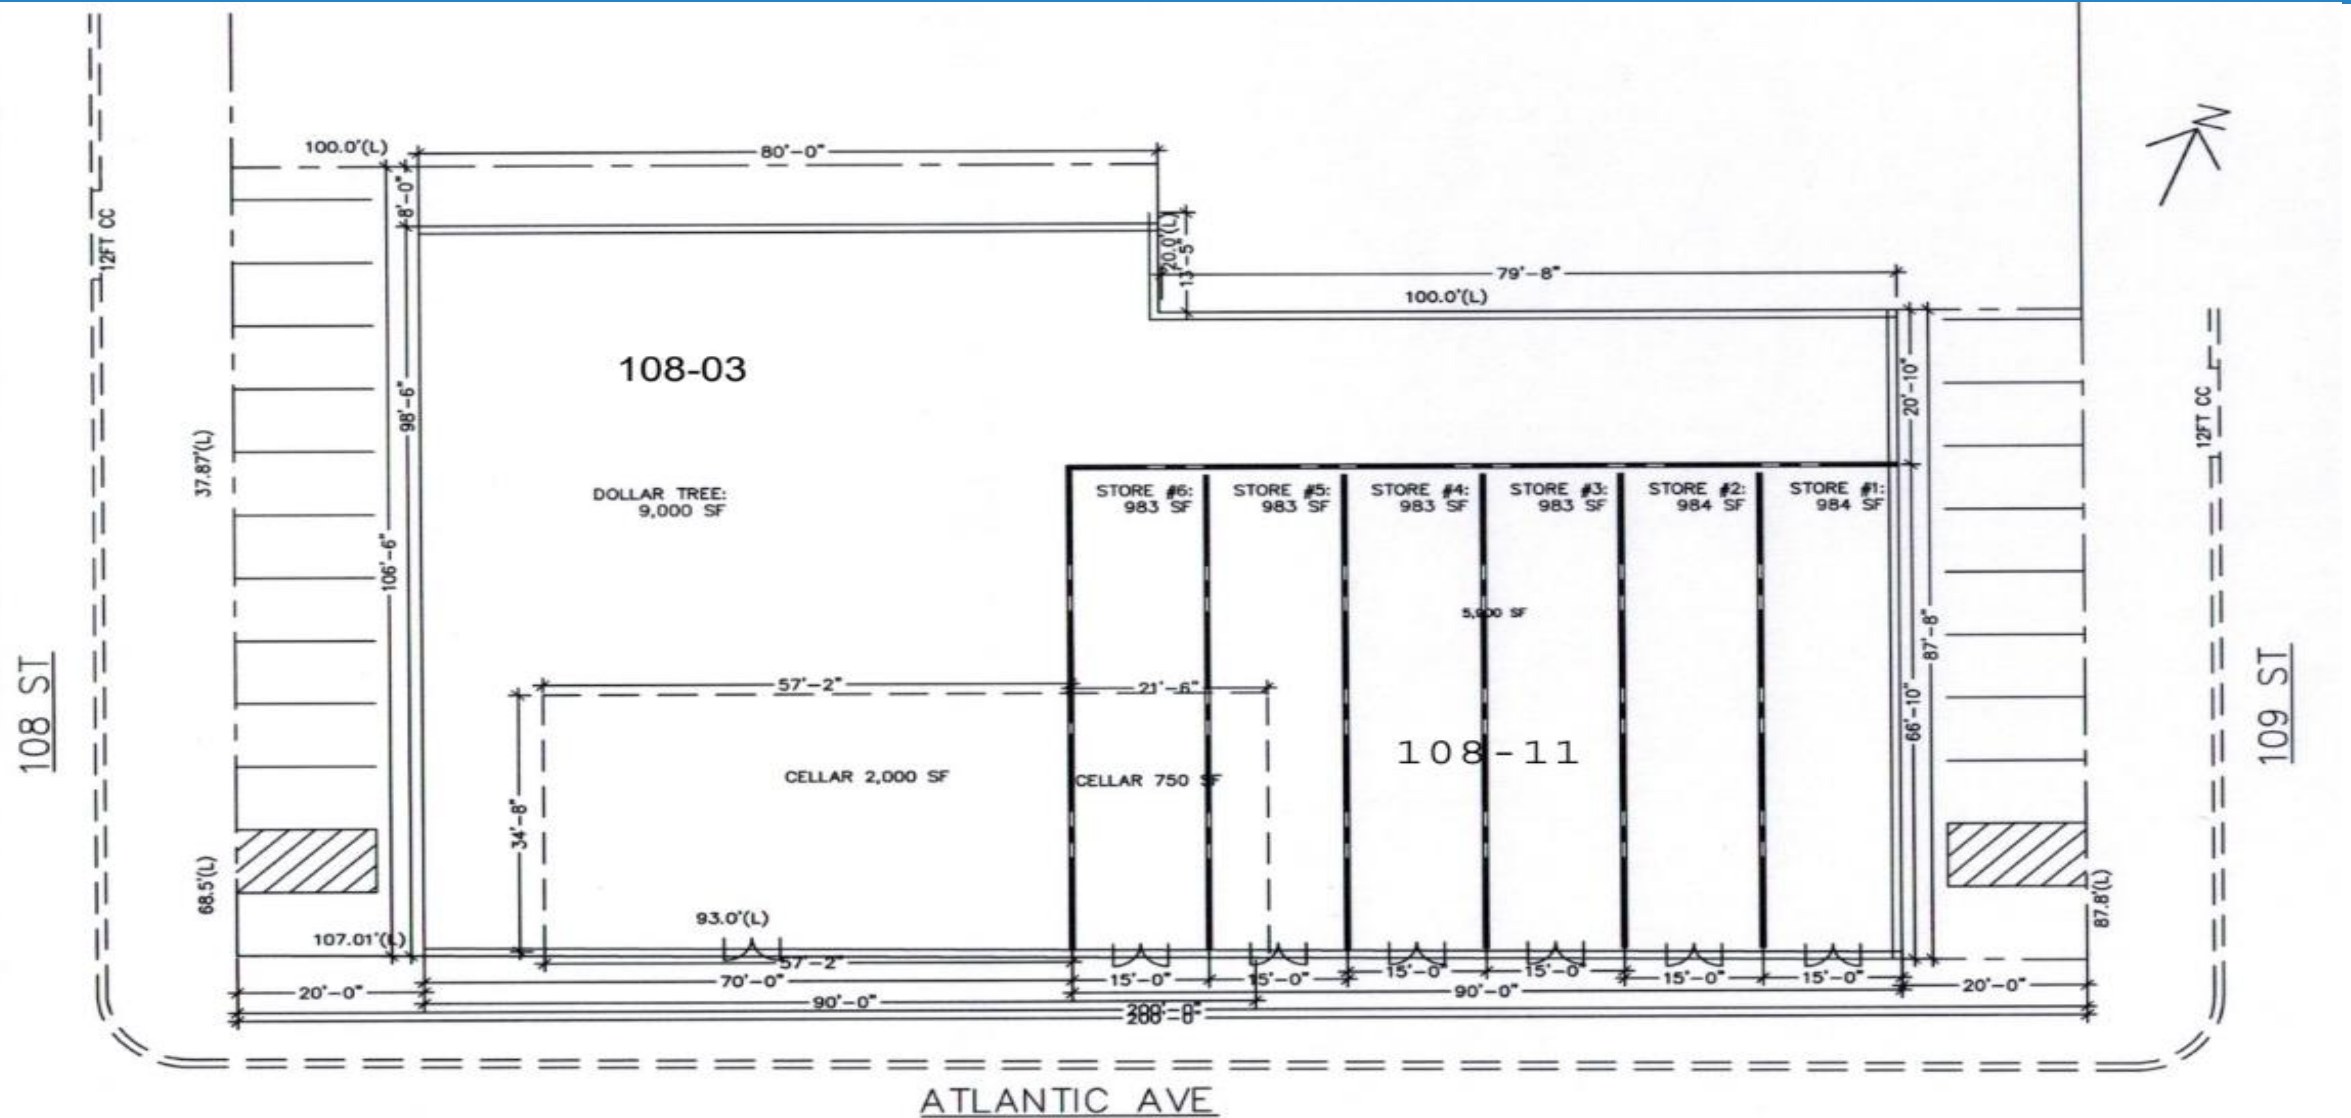 N
100.0'(L)
80'-0"
8'-0"
12FT CC
20.0'(L)
13'-5"
79'-8"
100.0'(L)
108-03
98'-6"
20'-10"
12FT CC
37.87'(L)
DOLLAR TREE:
9,000 SF
STORE #6:
983 SF
STORE #5:
983 SF
STORE #4:
983 SF
STORE #3:
983 SF
STORE #2:
984 SF
STORE #1:
984 SF
106'-6"
5,900 SF
87'-8"
108 ST
109 ST
57'-2"
21'-6"
66'-10"
108-11
CELLAR 2,000 SF
CELLAR 750 SF
34'-8"
68.5'(L)
87.8'(L)
93.0'(L)
107.01'(L)
57'-2"
70'-0"
15'-0"
15'-0"
15'-0"
15'-0"
15'-0"
15'-0"
20'-0"
90'-0"
90'-0"
20'-0"
200'-0"
ATLANTIC AVE